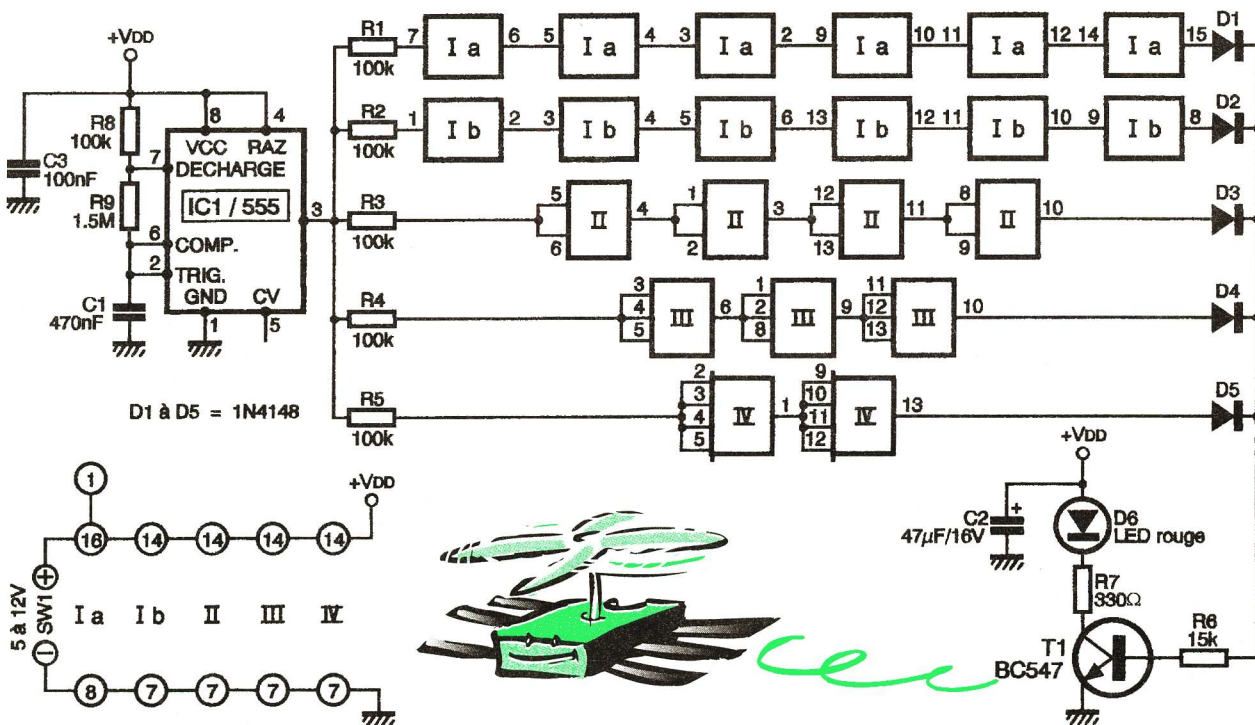 +VDD
R8
100k
C3
100nF
R9
1.5M
C1
470nF
8
4
VCC RAZ
7
DECHARGE
IC1 / 555
3
6
COMP.
2
TRIG.
GND
CV
1
5
R1
100k
7 Ia 6 5 Ia 4 3 Ia 2 9 Ia 10 11 Ia 12 14 Ia 15
D1
R2
100k
1 Ib 2 3 Ib 4 5 Ib 6 13 Ib 12 11 Ib 10 9 Ib 8
D2
R3
100k
5 6 II 4 1 2 II 3 12 13 II 11 8 9 II 10
D3
R4
100k
3 4 5 III 6 1 2 8 III 9 11 12 13 III 10
D4
R5
100k
2 3 4 5 IV 1 9 10 11 12 IV 13
D5
D1 à D5 = 1N4148
1
+VDD
16 14 14 14 14
5 à 12V
SW1
+
−
Ia Ib II III IV
8 7 7 7 7
+VDD
C2
+
47µF/16V
D6
LED rouge
R7
330Ω
T1
BC547
R6
15k